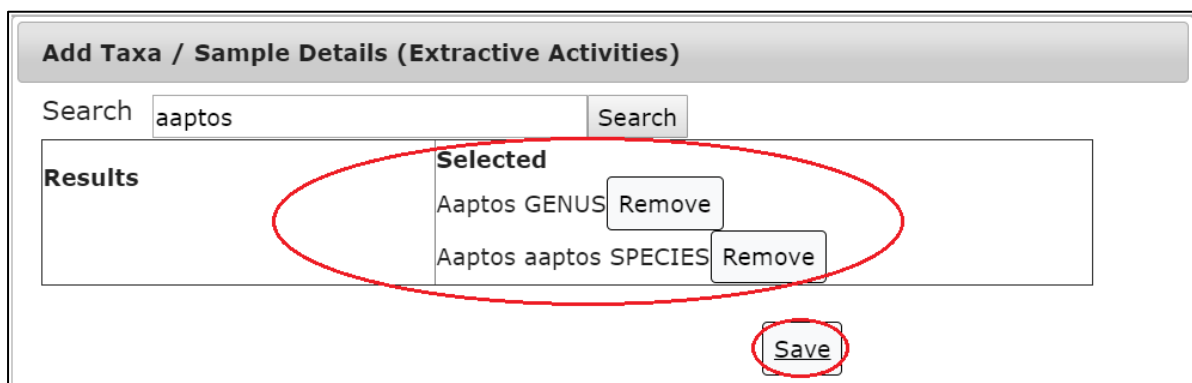 Add Taxa / Sample Details (Extractive Activities)
Search aaptos Search
Results
Selected
Aaptos GENUS Remove
Aaptos aaptos SPECIES Remove
Save